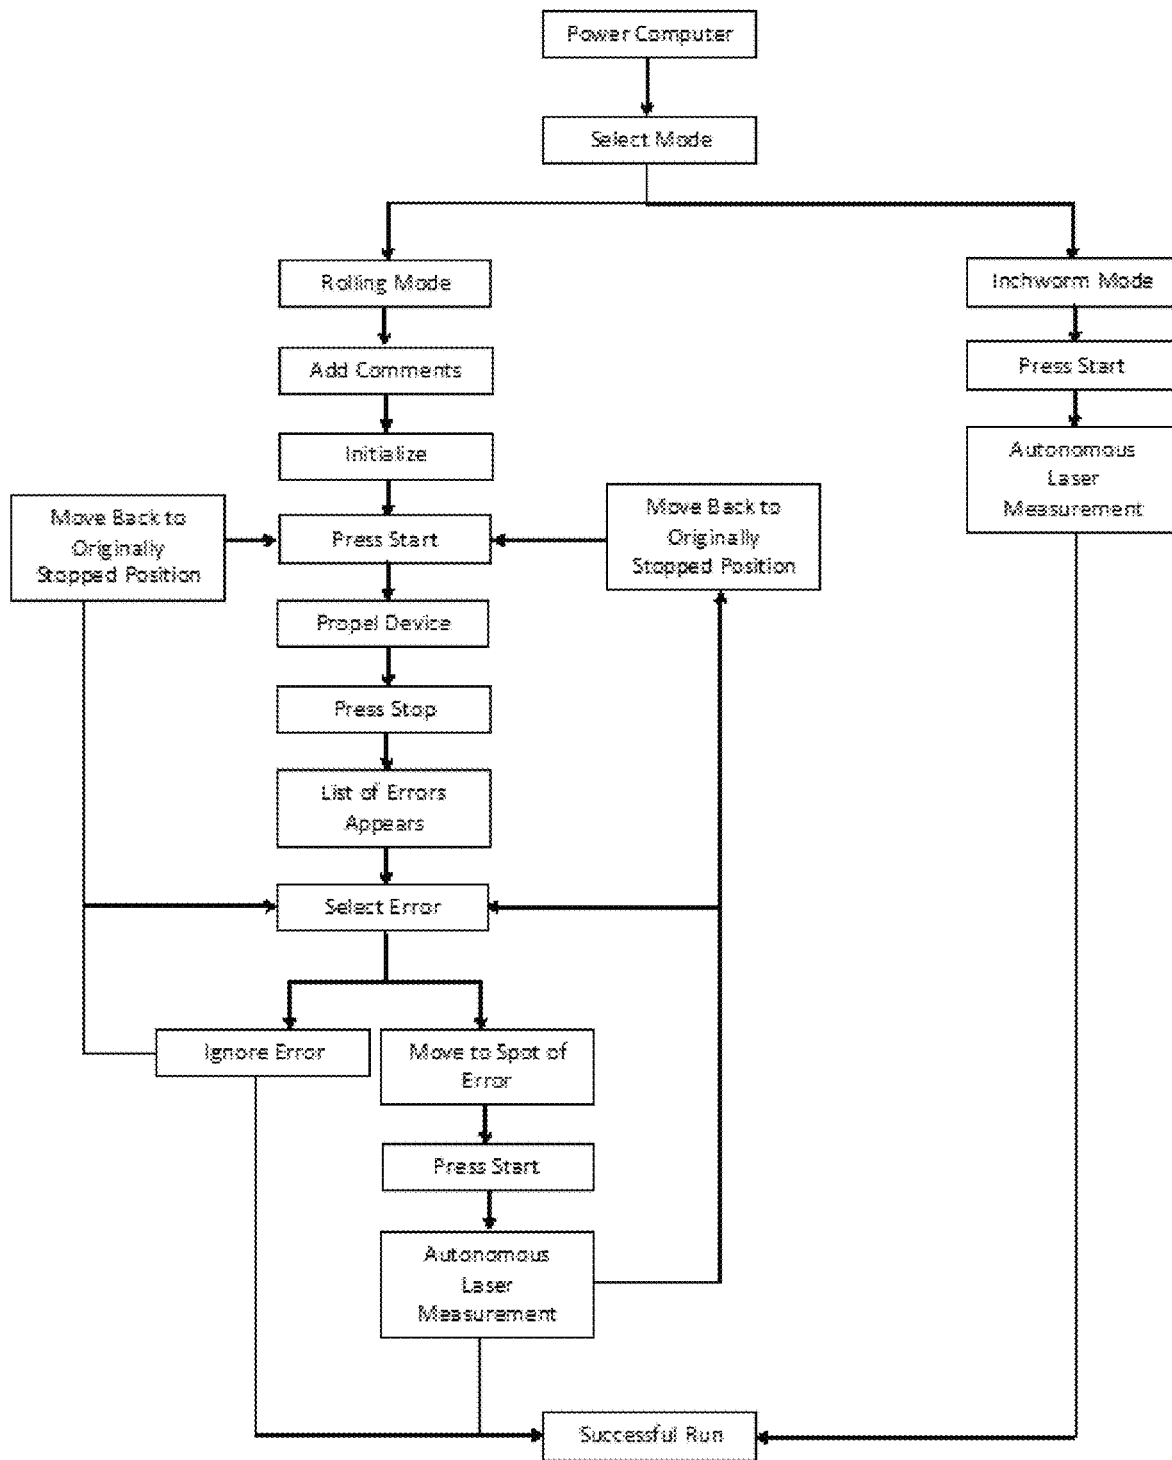 Power Computer
Select Mode
Rolling Mode
Inchworm Mode
Add Comments
Press Start
Initialize
Autonomous
Laser
Measurement
Move Back to
Originally
Stopped Position
Press Start
Move Back to
Originally
Stopped Position
Propel Device
Press Stop
List of Errors
Appears
Select Error
Ignore Error
Move to Spot of
Error
Press Start
Autonomous
Laser
Measurement
Successful Run